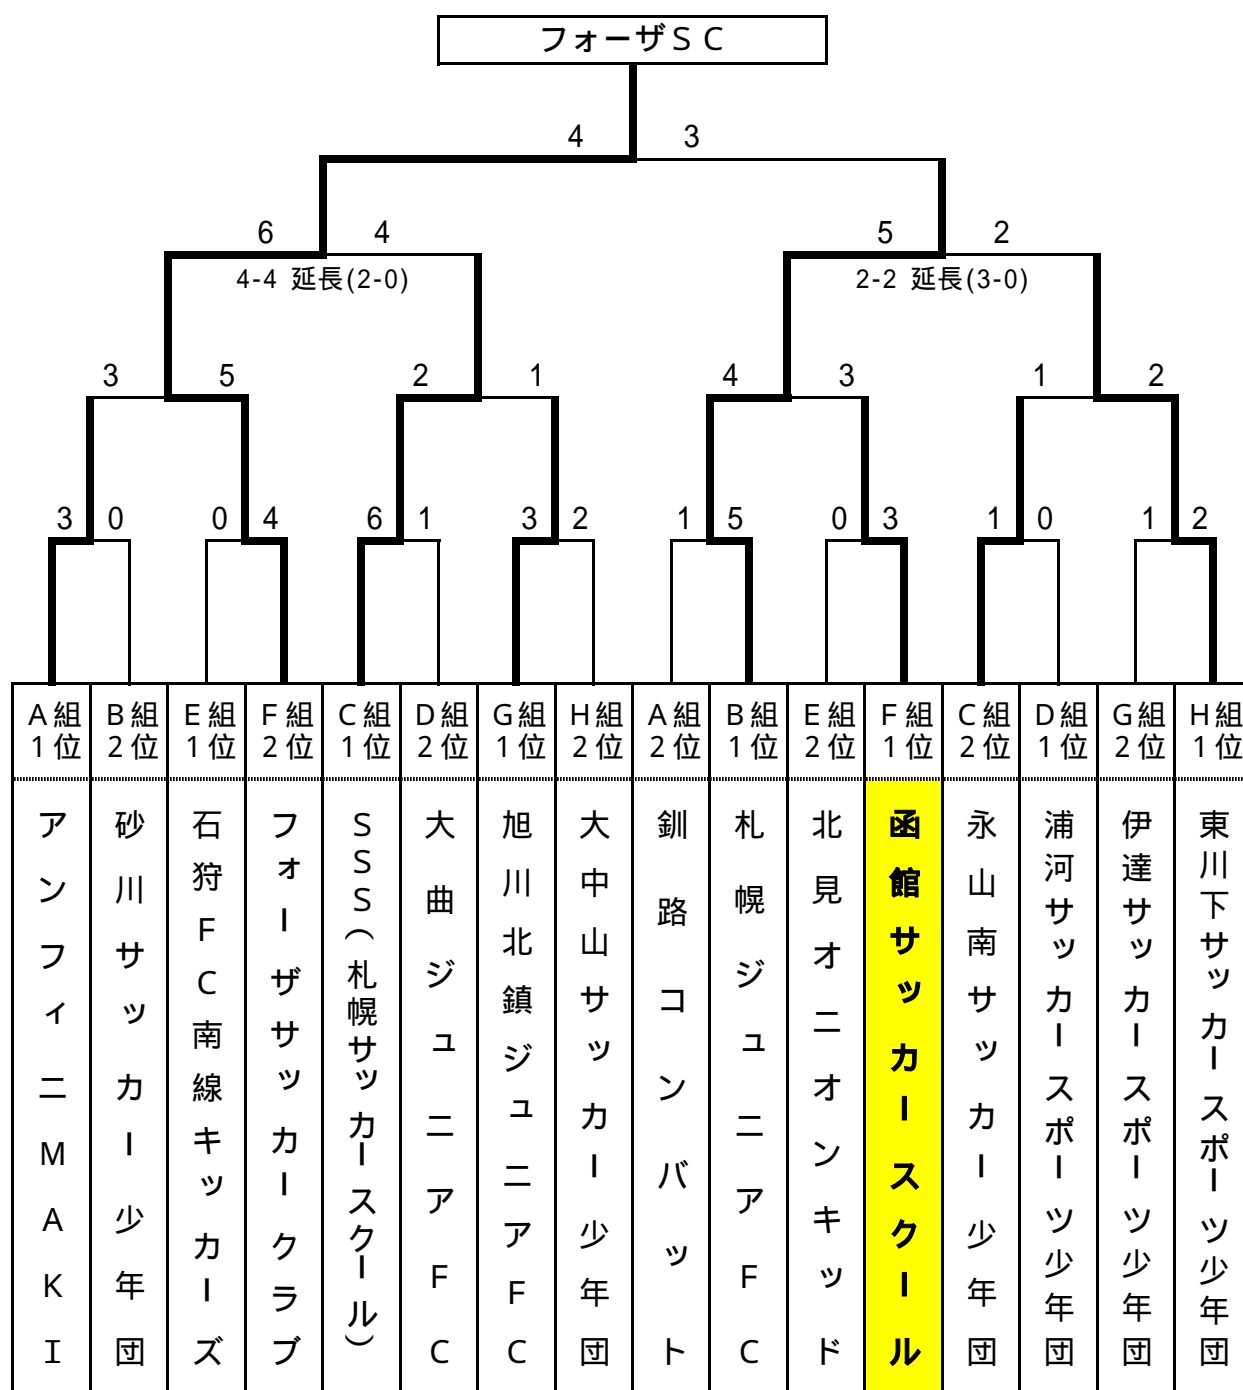 フォーザＳＣ
4 3
6 4 5 2
4-4 延長(2-0) 2-2 延長(3-0)
3 5 2 1 4 3 1 2
3 0 0 4 6 1 3 2 1 5 0 3 1 0 1 2
A組1位
B組2位
E組1位
F組2位
C組1位
D組2位
G組1位
H組2位
A組2位
B組1位
E組2位
F組1位
C組2位
D組1位
G組2位
H組1位
アンフィニMAKI
砂川サッカー少年団
石狩FC南線キッカーズ
フォーザサッカークラブ
SSS(札幌サッカースクール)
大曲ジュニアFC
旭川北鎮ジュニアFC
大中山サッカー少年団
釧路コンバット
札幌ジュニアFC
北見オニオンキッド
函館サッカースクール
永山南サッカー少年団
浦河サッカースポーツ少年団
伊達サッカースポーツ少年団
東川下サッカースポーツ少年団